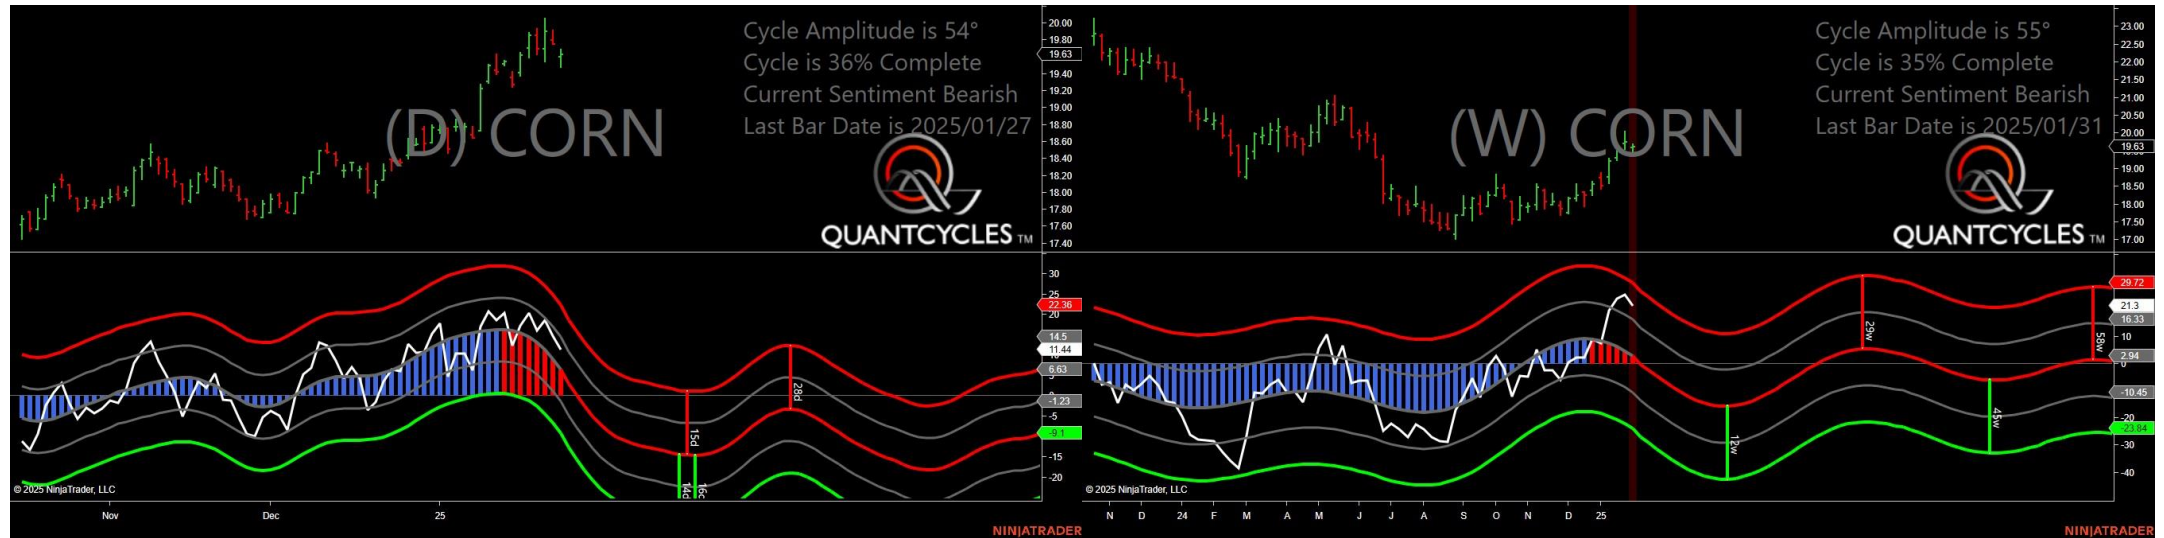 Cycle Amplitude is 54°
Cycle is 36% Complete
Current Sentiment Bearish
Last Bar Date is 2025/01/27
(D) CORN
QUANTCYCLES TM
20.00
19.80
19.63
19.40
19.20
19.00
18.80
18.60
18.40
18.20
18.00
17.80
17.60
17.40
30
25
22.36
20
14.5
11.44
6.63
-1.23
-5
-9.1
-15
-20
15d
28d
14d
© 2025 NinjaTrader, LLC
Nov
Dec
25
NINJATRADER
Cycle Amplitude is 55°
Cycle is 35% Complete
Current Sentiment Bearish
Last Bar Date is 2025/01/31
(W) CORN
QUANTCYCLES TM
23.00
22.50
22.00
21.50
21.00
20.50
20.00
19.63
19.00
18.50
18.00
17.50
17.00
29.72
21.3
16.33
10
2.94
0
-10.45
-20
-23.84
-30
-40
12w
29w
45w
58w
© 2025 NinjaTrader, LLC
N D 24 F M A M J J A S O N D 25
NINJATRADER